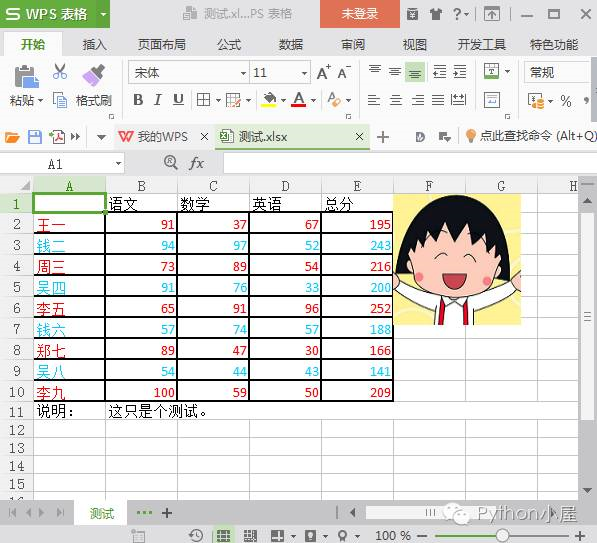 S WPS 表格 测试.xl...PS 表格 未登录
开始 插入 页面布局 公式 数据 审阅 视图 开发工具 特色功能
粘贴 格式刷 宋体 11 A+ A- 常规
B I U A % ,
我的WPS 测试.xlsx 点此查找命令 (Alt+Q)
A1 fx
A B C D E F G H
1 语文 数学 英语 总分
2 王一 91 37 67 195
3 钱二 94 97 52 243
4 周三 73 89 54 216
5 吴四 91 76 33 200
6 李五 65 91 96 252
7 钱六 57 74 57 188
8 郑七 89 47 30 166
9 吴八 54 44 43 141
10 李九 100 59 50 209
11 说明： 这只是个测试。
12
13
14
15
测试 ··· + Python小屋
100 %